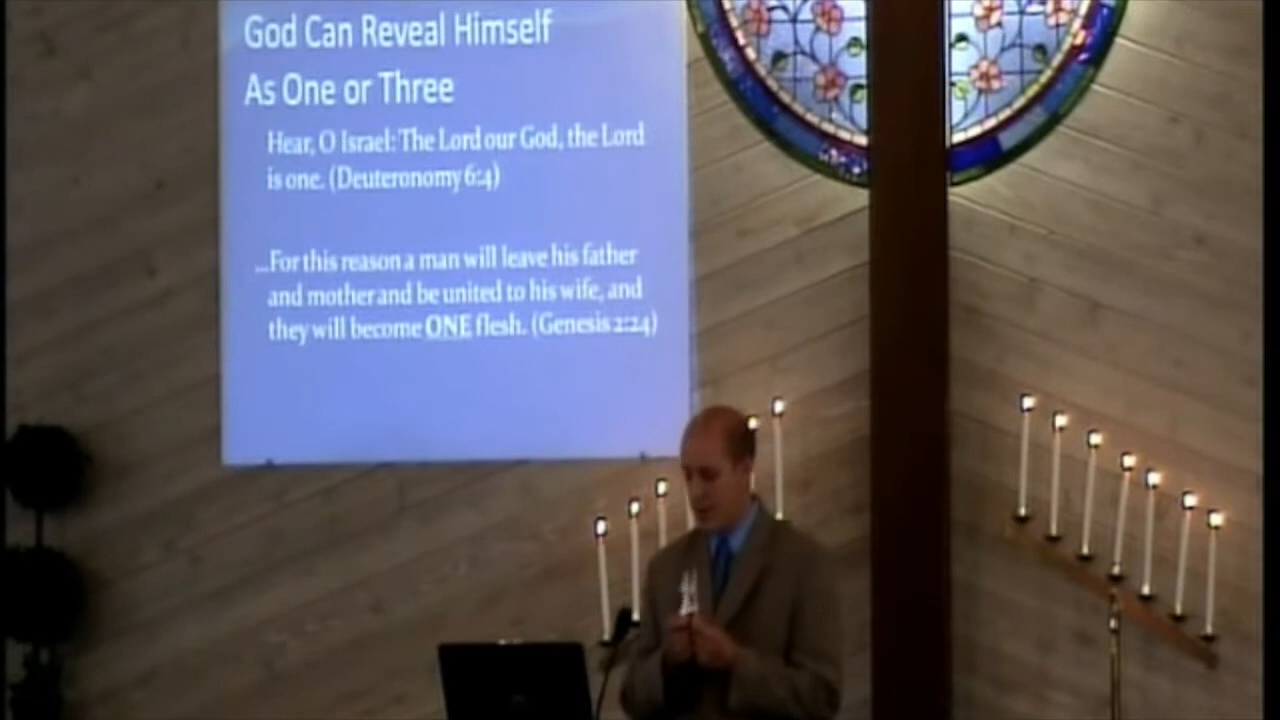 God Can Reveal Himself
As One or Three
Hear, O Israel: The Lord our God, the Lord
is one. (Deuteronomy 6:4)
...For this reason a man will leave his father
and mother and be united to his wife, and
they will become ONE flesh. (Genesis 2:24)